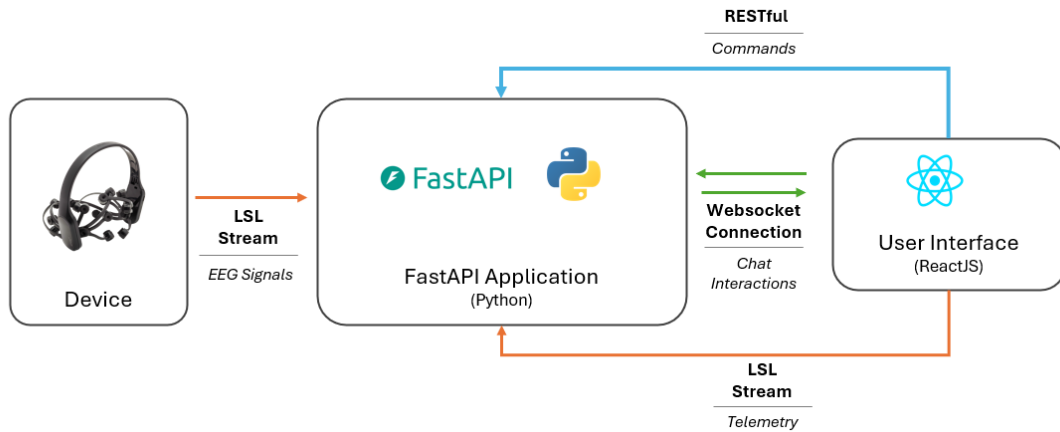 RESTful
Commands
FastAPI
LSL
Stream
EEG Signals
Websocket
Connection
Chat
Interactions
User Interface
(ReactJS)
Device
FastAPI Application
(Python)
LSL
Stream
Telemetry